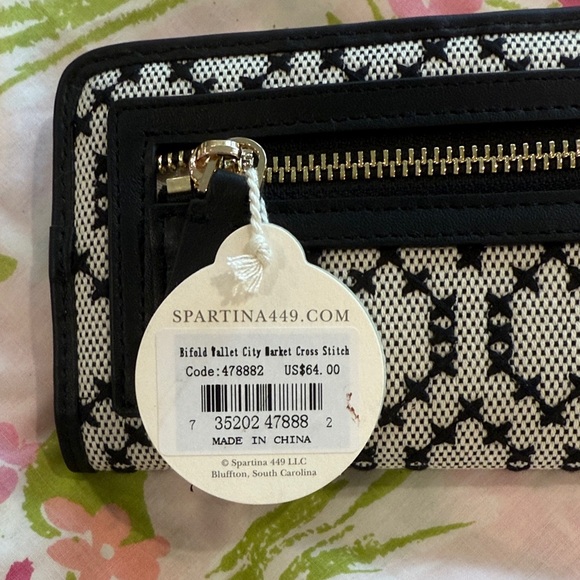 SPARTINA449.COM
Bifold Wallet City Market Cross Stitch
Code:478882 US$64.00
7 35202 47888 2
MADE IN CHINA
© Spartina 449 LLC
Bluffton, South Carolina